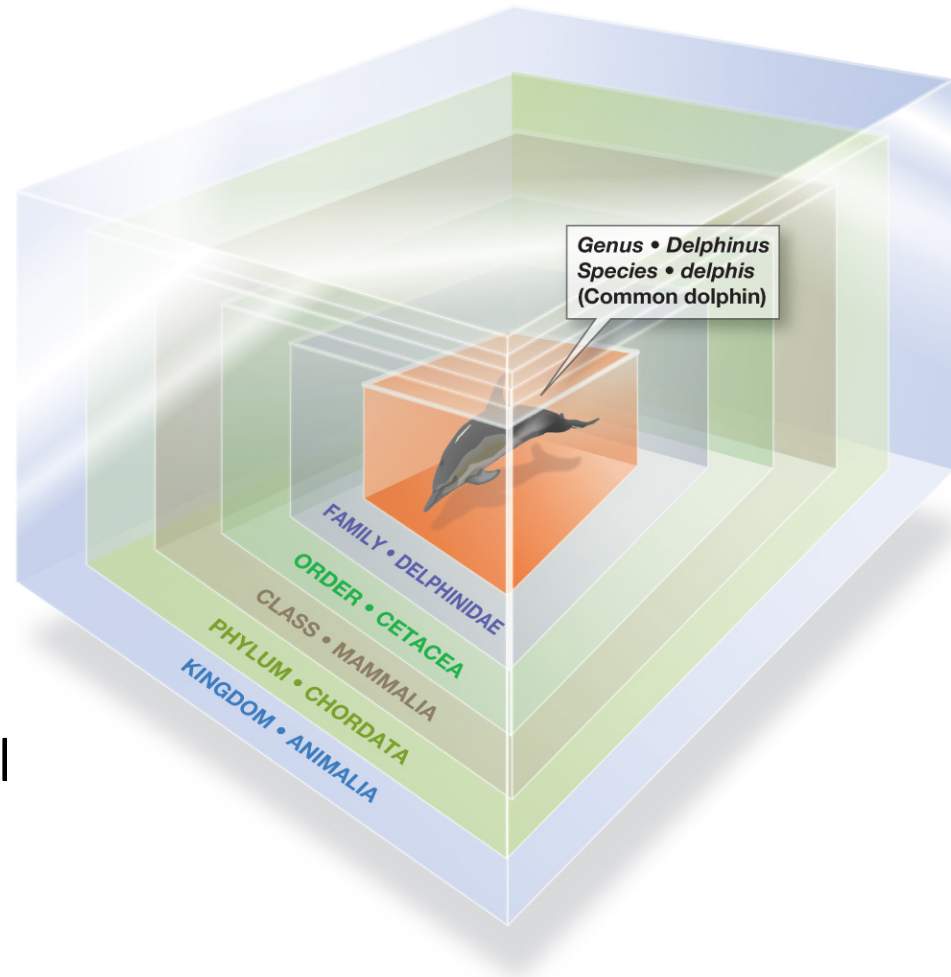 Genus • Delphinus
Species • delphis
(Common dolphin)
FAMILY • DELPHINIDAE
ORDER • CETACEA
CLASS • MAMMALIA
PHYLUM • CHORDATA
KINGDOM • ANIMALIA